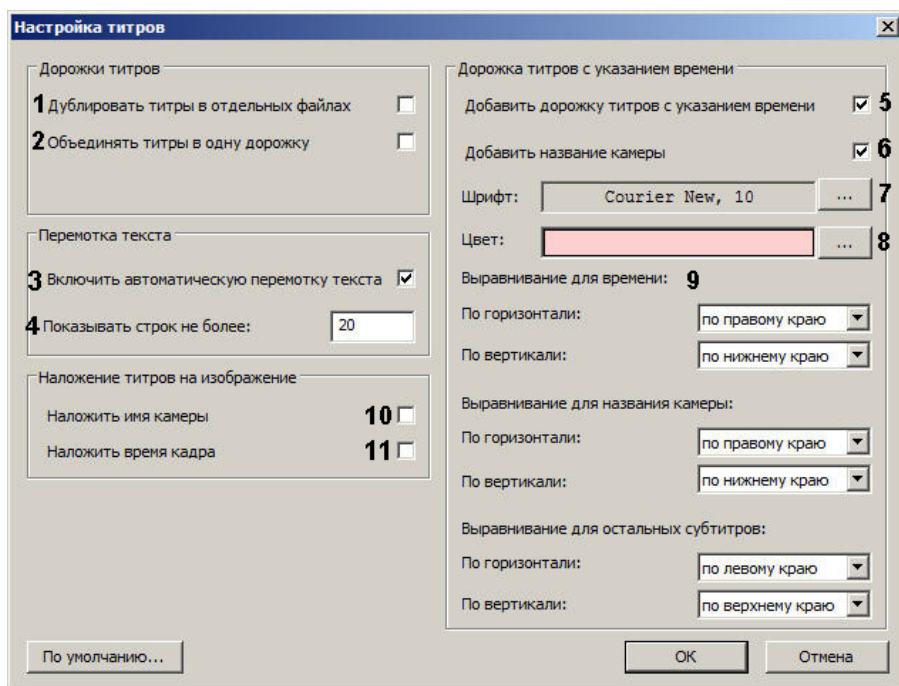 Настройка титров
Дорожки титров
1 Дублировать титры в отдельных файлах
2 Объединять титры в одну дорожку
Перемотка текста
3 Включить автоматическую перемотку текста
4 Показывать строк не более: 20
Наложение титров на изображение
Наложить имя камеры 10
Наложить время кадра 11
Дорожка титров с указанием времени
Добавить дорожку титров с указанием времени 5
Добавить название камеры 6
Шрифт: Courier New, 10 ... 7
Цвет: ... 8
Выравнивание для времени: 9
По горизонтали: по правому краю
По вертикали: по нижнему краю
Выравнивание для названия камеры:
По горизонтали: по правому краю
По вертикали: по нижнему краю
Выравнивание для остальных субтитров:
По горизонтали: по левому краю
По вертикали: по верхнему краю
По умолчанию... ОК Отмена